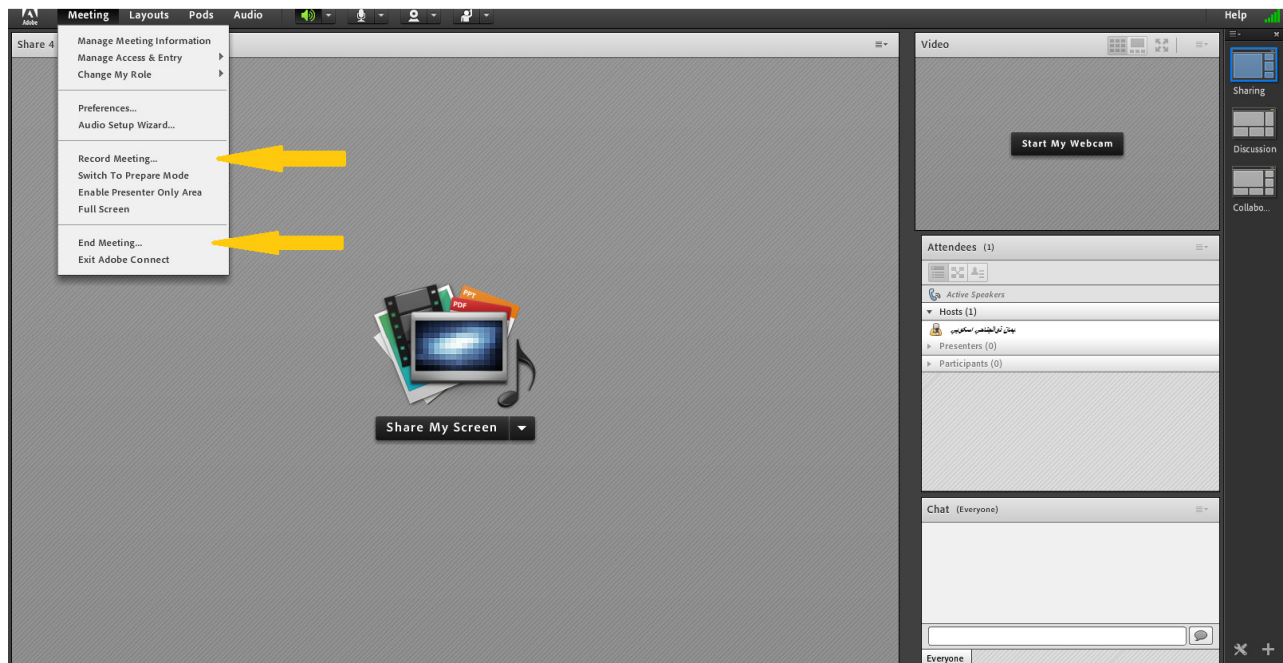 Adobe
Meeting Layouts Pods Audio
Help
Share 4
Manage Meeting Information
Manage Access & Entry
Change My Role
Preferences...
Audio Setup Wizard...
Record Meeting...
Switch To Prepare Mode
Enable Presenter Only Area
Full Screen
End Meeting...
Exit Adobe Connect
PPT
PDF
Share My Screen
Video
Start My Webcam
Attendees (1)
Active Speakers
Hosts (1)
Presenters (0)
Participants (0)
Chat (Everyone)
Everyone
Sharing
Discussion
Collabo...